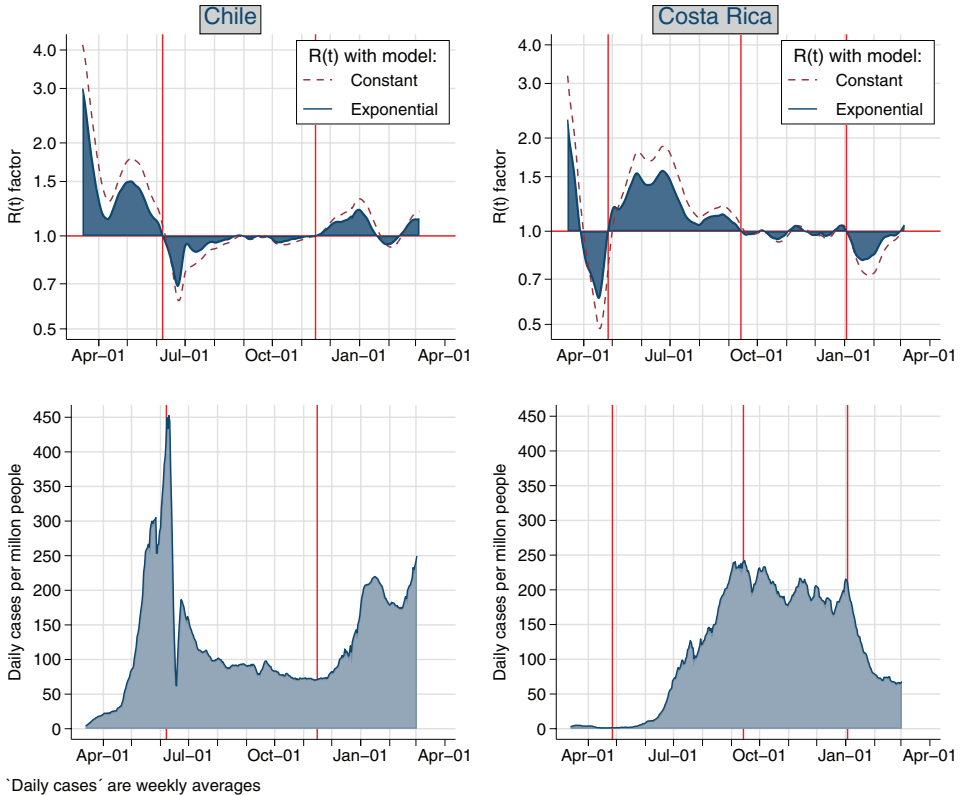 Chile
Costa Rica
R(t) factor
4.0
3.0
2.0
1.5
1.0
0.7
0.5
R(t) with model:
Constant
Exponential
Apr–01
Jul–01
Oct–01
Jan–01
Apr–01
R(t) factor
4.0
3.0
2.0
1.5
1.0
0.7
0.5
R(t) with model:
Constant
Exponential
Apr–01
Jul–01
Oct–01
Jan–01
Apr–01
Daily cases per millon people
450
400
350
300
250
200
150
100
50
0
Apr–01
Jul–01
Oct–01
Jan–01
Apr–01
Daily cases per millon people
450
400
350
300
250
200
150
100
50
0
Apr–01
Jul–01
Oct–01
Jan–01
Apr–01
`Daily cases´ are weekly averages